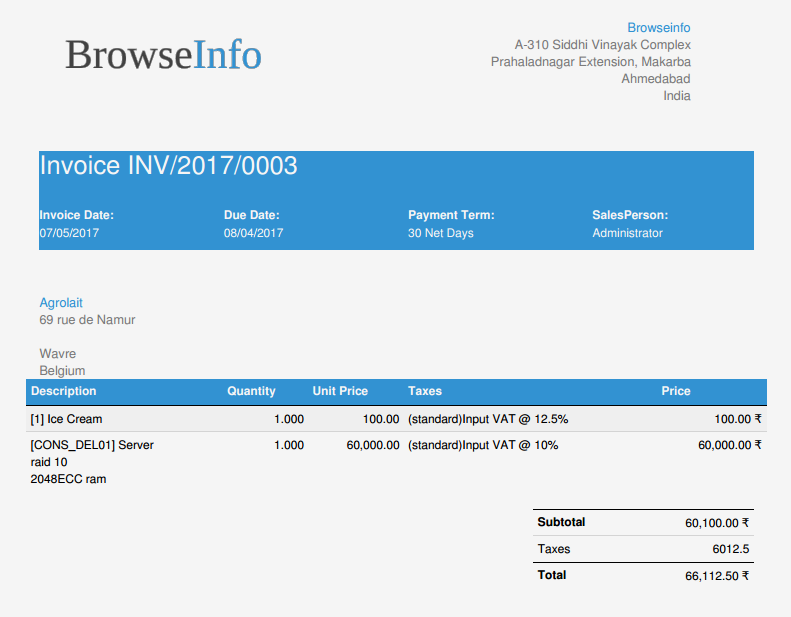 BrowseInfo
Browseinfo
A-310 Siddhi Vinayak Complex
Prahaladnagar Extension, Makarba
Ahmedabad
India
Invoice INV/2017/0003
Invoice Date: Due Date: Payment Term: SalesPerson:
07/05/2017 08/04/2017 30 Net Days Administrator
Agrolait
69 rue de Namur
Wavre
Belgium
Description Quantity Unit Price Taxes Price
[1] Ice Cream 1.000 100.00 (standard)Input VAT @ 12.5% 100.00 ₹
[CONS_DEL01] Server 1.000 60,000.00 (standard)Input VAT @ 10% 60,000.00 ₹
raid 10
2048ECC ram
Subtotal 60,100.00 ₹
Taxes 6012.5
Total 66,112.50 ₹